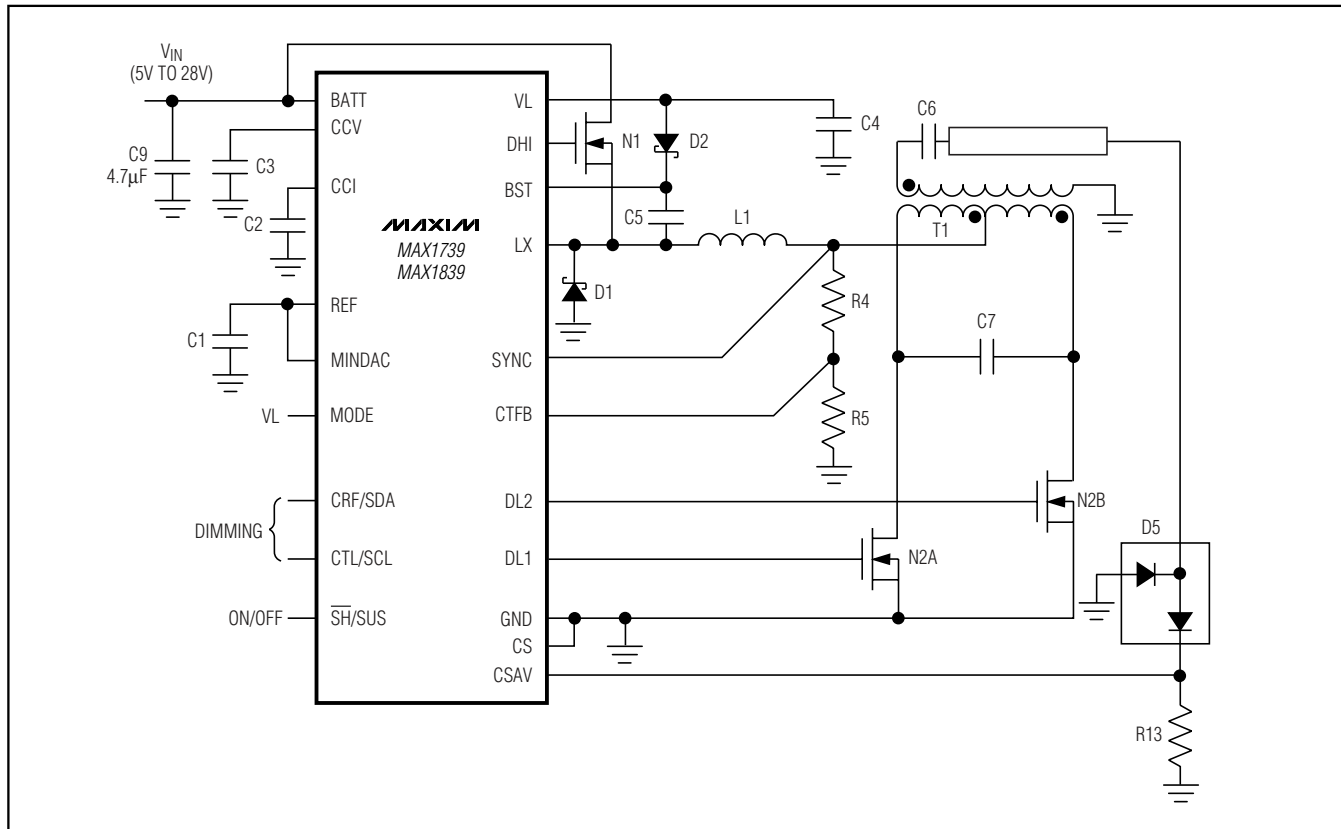 VIN
(5V TO 28V)
C9
4.7μF
C3
C2
C1
VL
DIMMING
ON/OFF
BATT
CCV
CCI
REF
MINDAC
MODE
CRF/SDA
CTL/SCL
SH/SUS
MAXIM
MAX1739
MAX1839
VL
DHI
BST
LX
SYNC
CTFB
DL2
DL1
GND
CS
CSAV
N1
D2
C4
C5
L1
D1
R4
R5
C6
T1
C7
N2B
N2A
D5
R13